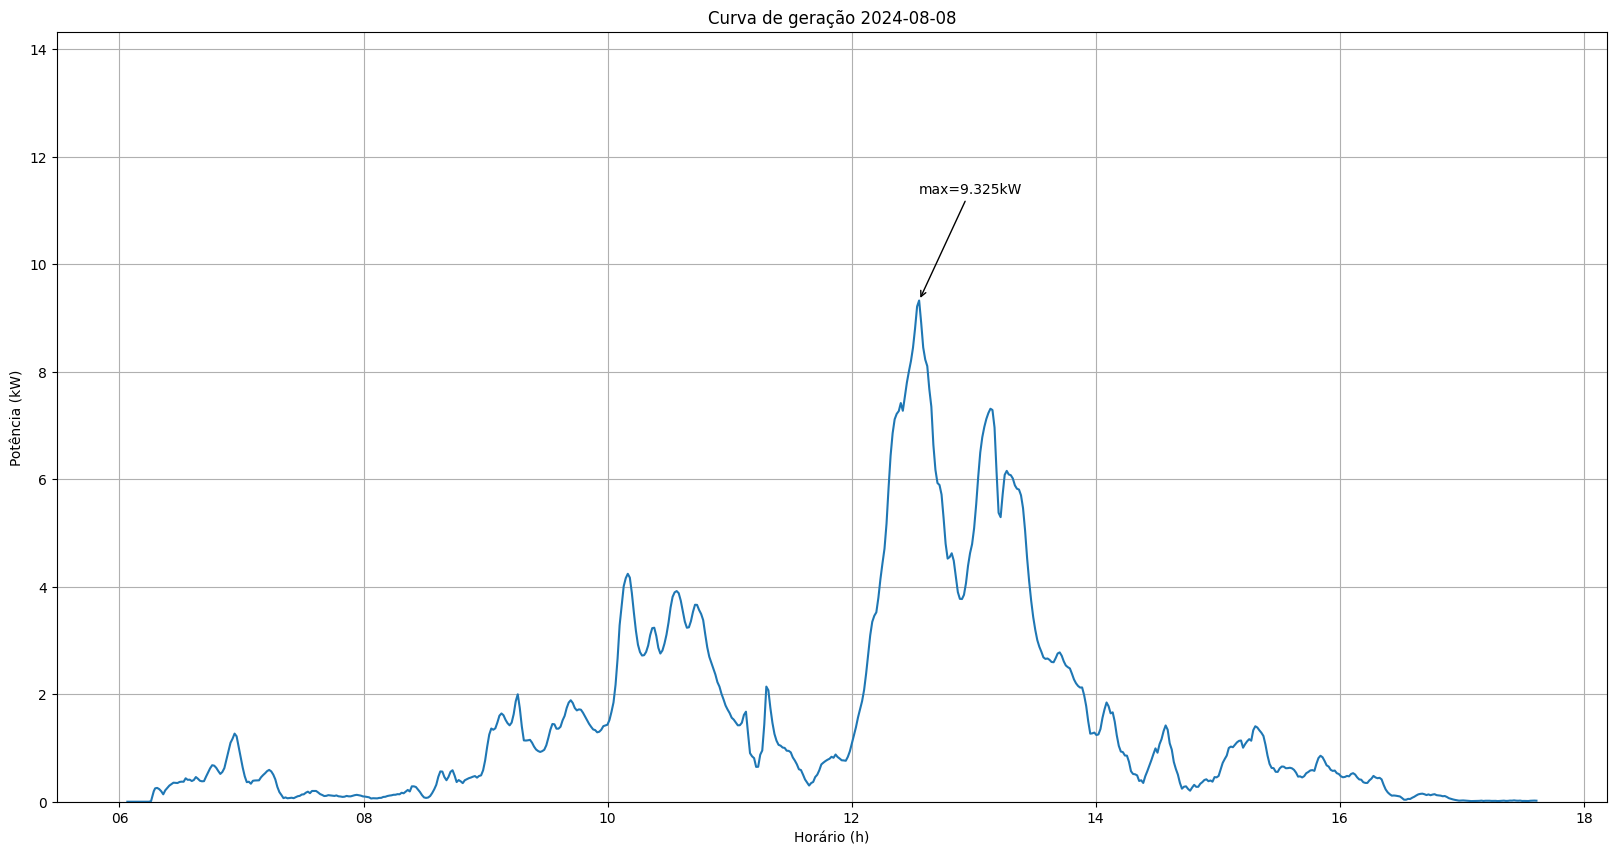 Curva de geração 2024-08-08
14
12
max=9.325kW
10
8
6
4
2
0
Potência (kW)
06 08 10 12 14 16 18
Horário (h)